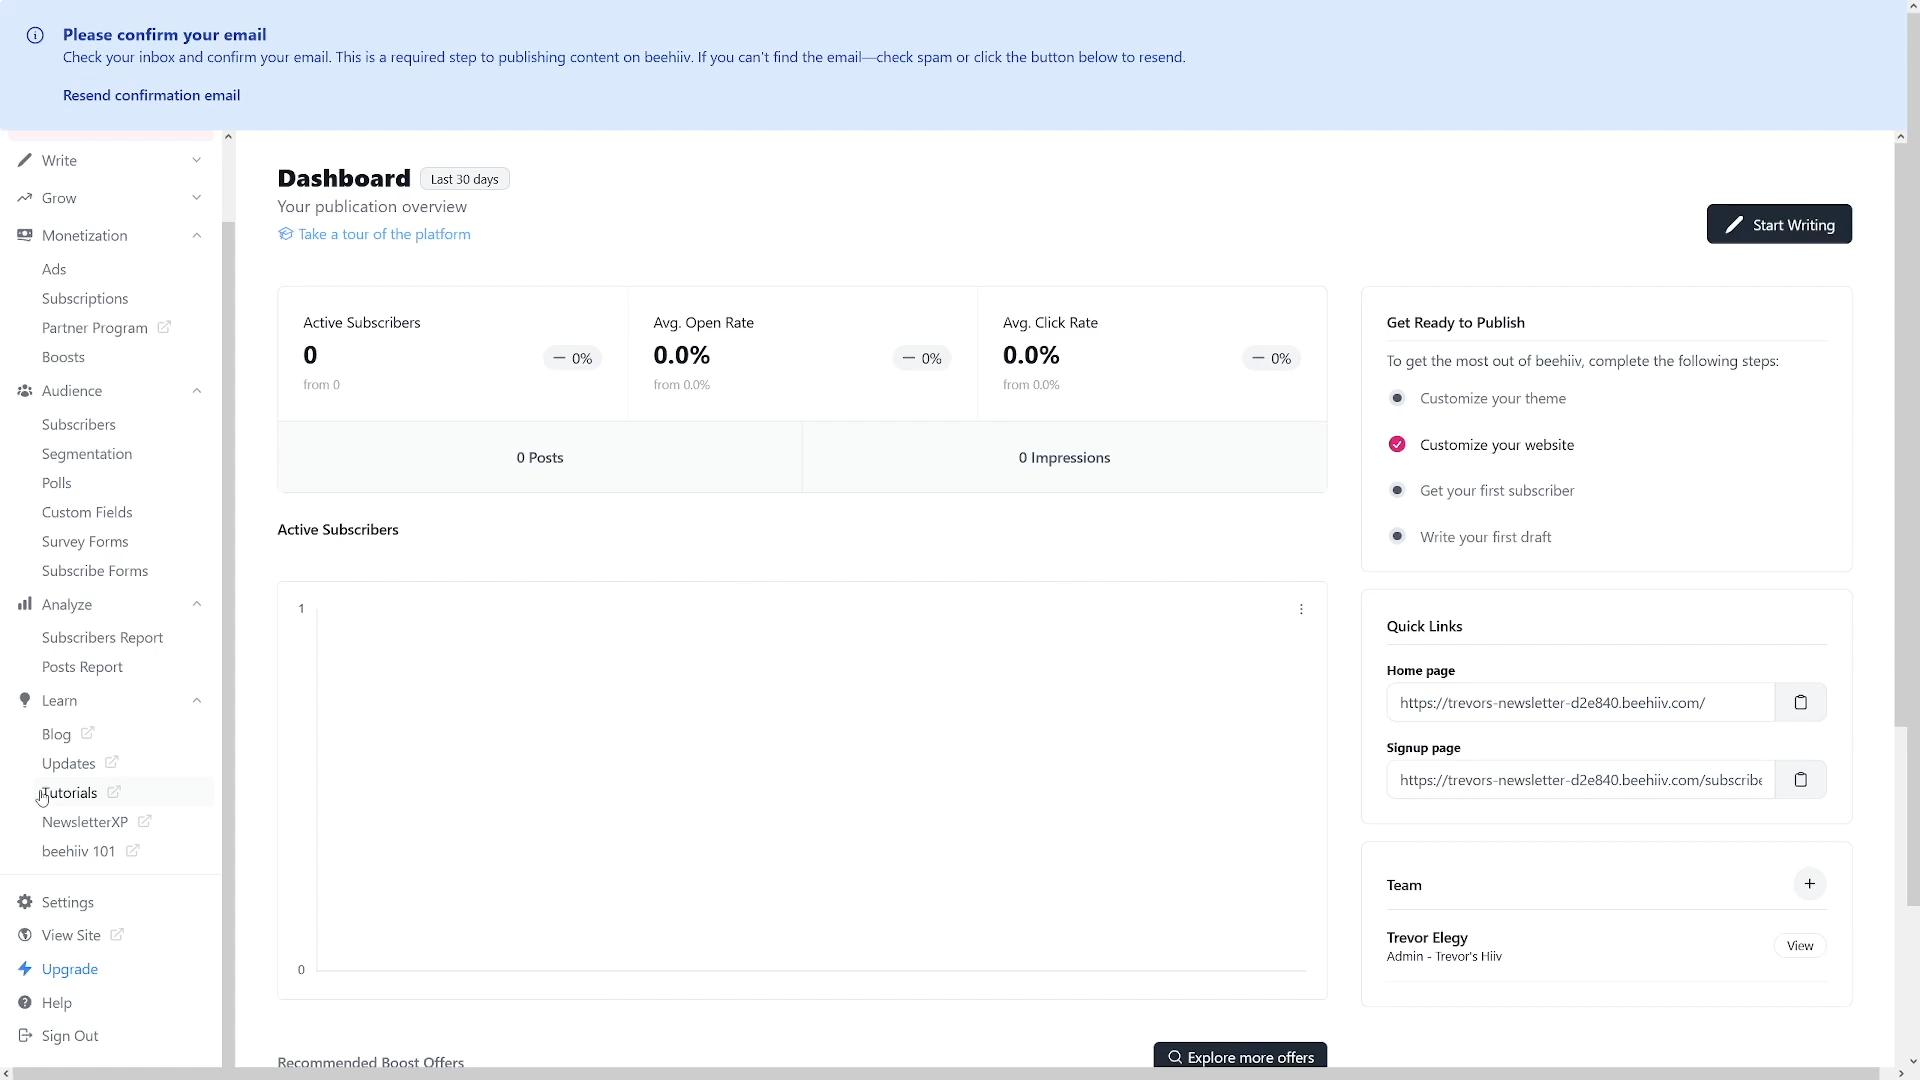 Please confirm your email
Check your inbox and confirm your email. This is a required step to publishing content on beehiiv. If you can't find the email—check spam or click the button below to resend.
Resend confirmation email
Write
Grow
Monetization
Ads
Subscriptions
Partner Program
Boosts
Audience
Subscribers
Segmentation
Polls
Custom Fields
Survey Forms
Subscribe Forms
Analyze
Subscribers Report
Posts Report
Learn
Blog
Updates
Tutorials
NewsletterXP
beehiiv 101
Settings
View Site
Upgrade
Help
Sign Out
Dashboard Last 30 days
Your publication overview
Take a tour of the platform
Start Writing
Active Subscribers
0
— 0%
from 0
Avg. Open Rate
0.0%
— 0%
from 0.0%
Avg. Click Rate
0.0%
— 0%
from 0.0%
0 Posts
0 Impressions
Active Subscribers
1
0
Recommended Boost Offers
Explore more offers
Get Ready to Publish
To get the most out of beehiiv, complete the following steps:
Customize your theme
Customize your website
Get your first subscriber
Write your first draft
Quick Links
Home page
https://trevors-newsletter-d2e840.beehiiv.com/
Signup page
https://trevors-newsletter-d2e840.beehiiv.com/subscribe
Team
Trevor Elegy
Admin - Trevor's Hiiv
View